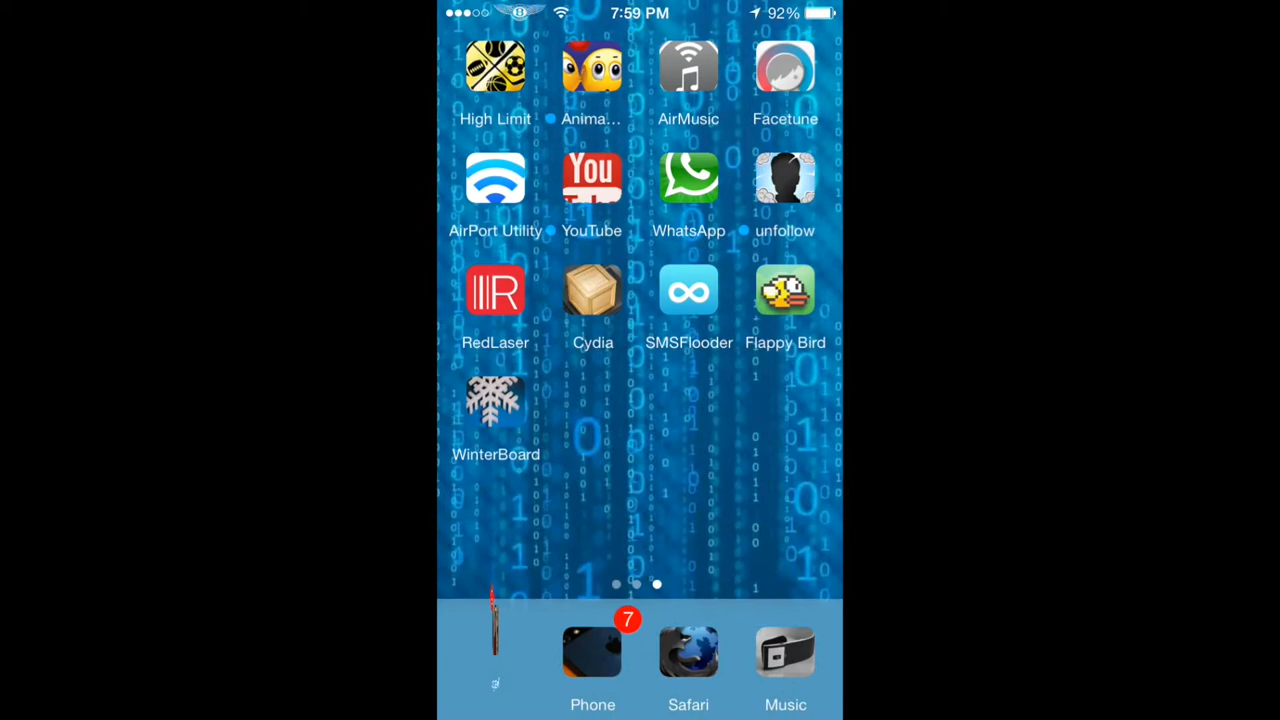 7:59 PM 92%
High Limit Anima... AirMusic Facetune
You
AirPort Utility YouTube WhatsApp unfollow
R
RedLaser Cydia SMSFlooder Flappy Bird
WinterBoard
7
Phone Safari Music